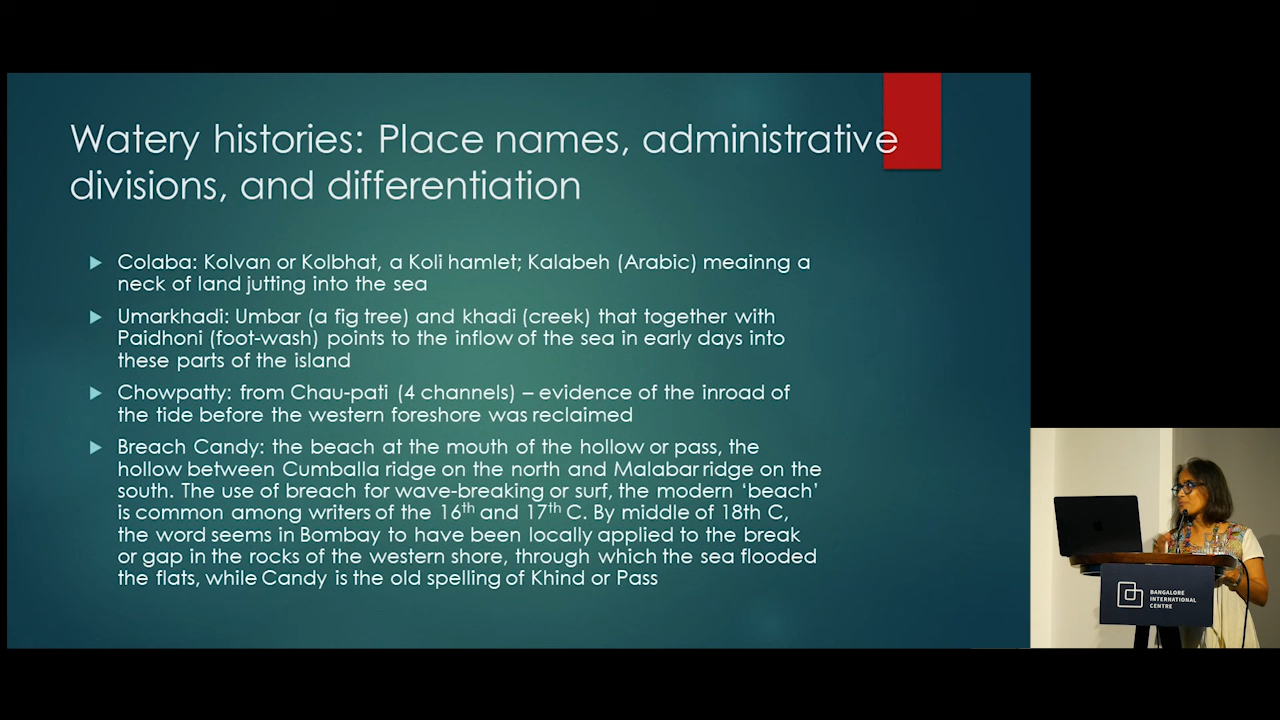 Watery histories: Place names, administrative
divisions, and differentiation
Colaba: Kolvan or Kolbhat, a Koli hamlet; Kalabeh (Arabic) meainng a
neck of land jutting into the sea
Umarkhadi: Umbar (a fig tree) and khadi (creek) that together with
Paidhoni (foot-wash) points to the inflow of the sea in early days into
these parts of the island
Chowpatty: from Chau-pati (4 channels) – evidence of the inroad of
the tide before the western foreshore was reclaimed
Breach Candy: the beach at the mouth of the hollow or pass, the
hollow between Cumballa ridge on the north and Malabar ridge on the
south. The use of breach for wave-breaking or surf, the modern ‘beach’
is common among writers of the 16th and 17th C. By middle of 18th C,
the word seems in Bombay to have been locally applied to the break
or gap in the rocks of the western shore, through which the sea flooded
the flats, while Candy is the old spelling of Khind or Pass
BANGALORE
INTERNATIONAL
CENTRE